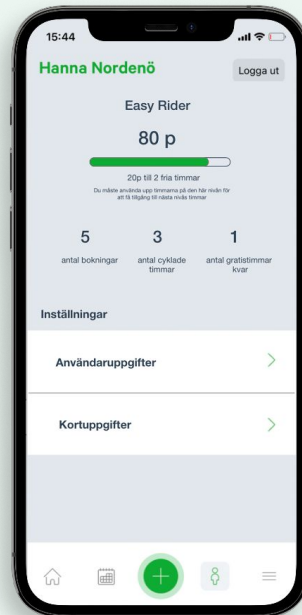 15:44
Hanna Nordenö
Logga ut
Easy Rider
80 p
20p till 2 fria timmar
Du måste använda upp timmarna på den här nivån för
att få tillgång till nästa nivås timmar
5 3 1
antal bokningar antal cyklade antal gratistimmar
timmar kvar
Inställningar
Användaruppgifter
Kortuppgifter